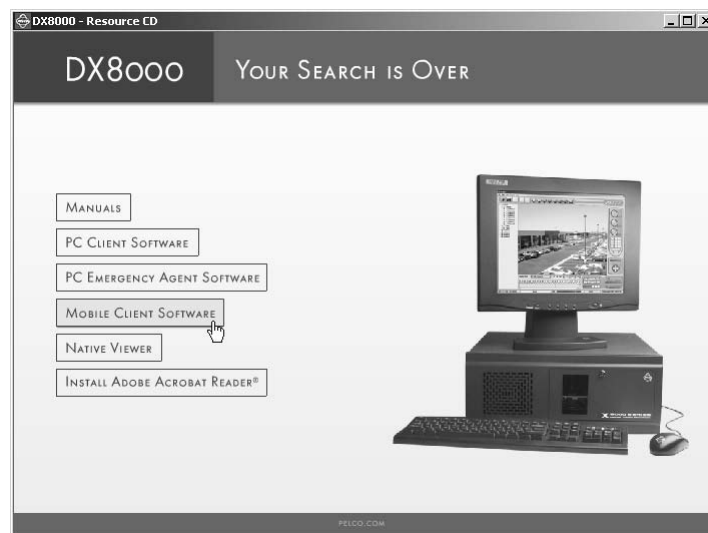 DX8000 - Resource CD
DX8000
YOUR SEARCH IS OVER
MANUALS
PC CLIENT SOFTWARE
PC EMERGENCY AGENT SOFTWARE
MOBILE CLIENT SOFTWARE
NATIVE VIEWER
INSTALL ADOBE ACROBAT READER®
PELCO.COM